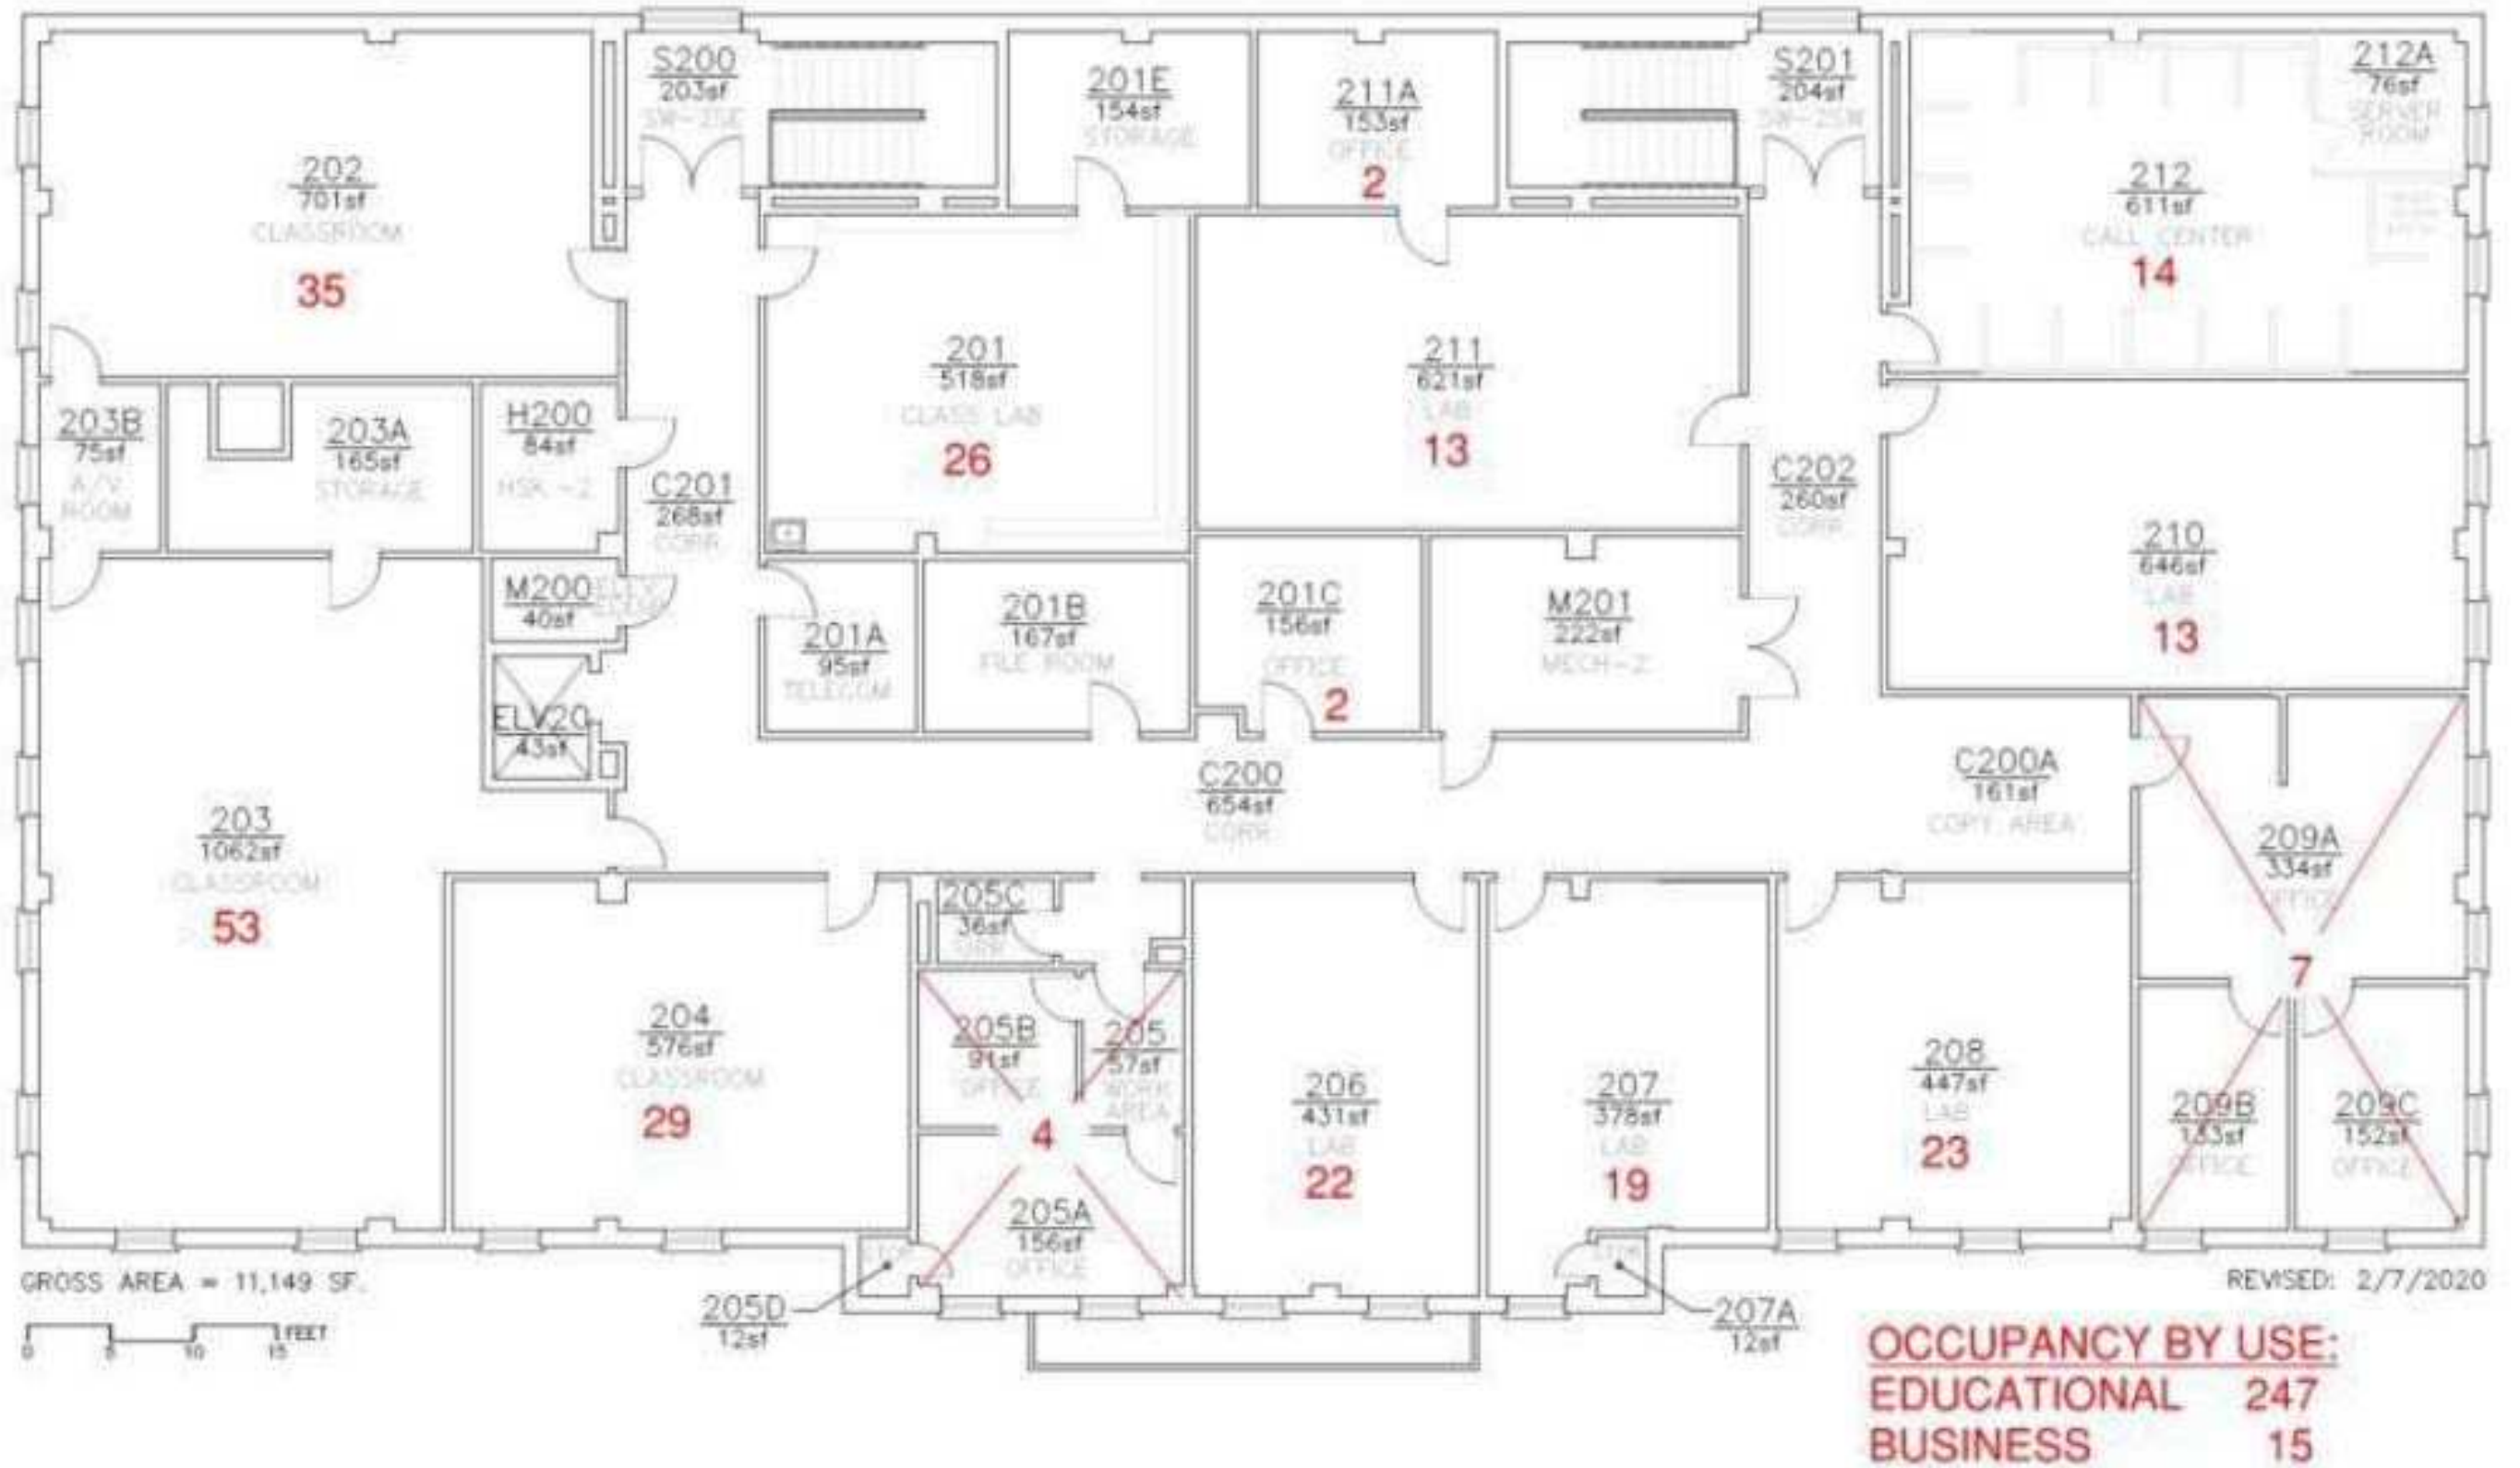 S200
203sf
SW-2SE
201E
154sf
STORAGE
211A
153sf
OFFICE
2
S201
204sf
SW-2SW
212A
76sf
SERVER
ROOM
202
701sf
CLASSROOM
35
212
611sf
CALL CENTER
14
201
518sf
CLASS LAB
26
211
621sf
LAB
13
203B
75sf
A/V
ROOM
203A
165sf
STORAGE
H200
84sf
HSK-2
C201
268sf
CORR
C202
260sf
CORR
210
646sf
LAB
13
M200
40sf
201A
95sf
TELECOM
201B
167sf
FILE ROOM
201C
156sf
OFFICE
2
M201
222sf
MECH-2
ELV20
43sf
C200
654sf
CORR
C200A
161sf
COPY AREA
209A
334sf
OFFICE
203
1062sf
CLASSROOM
53
205C
36sf
7
204
576sf
CLASSROOM
29
205B
91sf
OFFICE
205
57sf
WORK
AREA
4
206
431sf
LAB
22
207
378sf
LAB
19
208
447sf
LAB
23
209B
133sf
OFFICE
209C
152sf
OFFICE
205A
156sf
OFFICE
GROSS AREA = 11,149 SF.
REVISED: 2/7/2020
205D
12sf
207A
12sf
0 5 10 15 FEET
OCCUPANCY BY USE:
EDUCATIONAL 247
BUSINESS 15